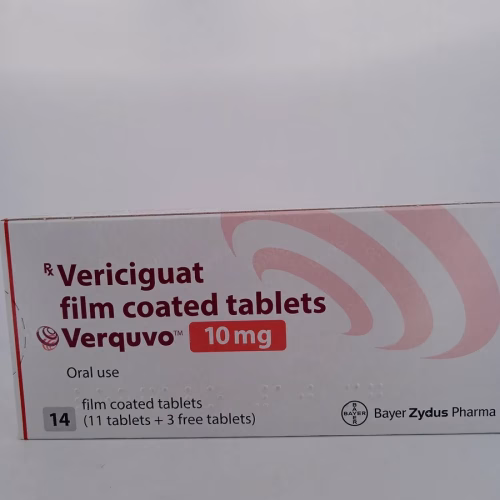 Rx Vericiguat
film coated tablets
Verquvo™ 10 mg
Oral use
14 film coated tablets
(11 tablets + 3 free tablets)
BAYER Bayer Zydus Pharma